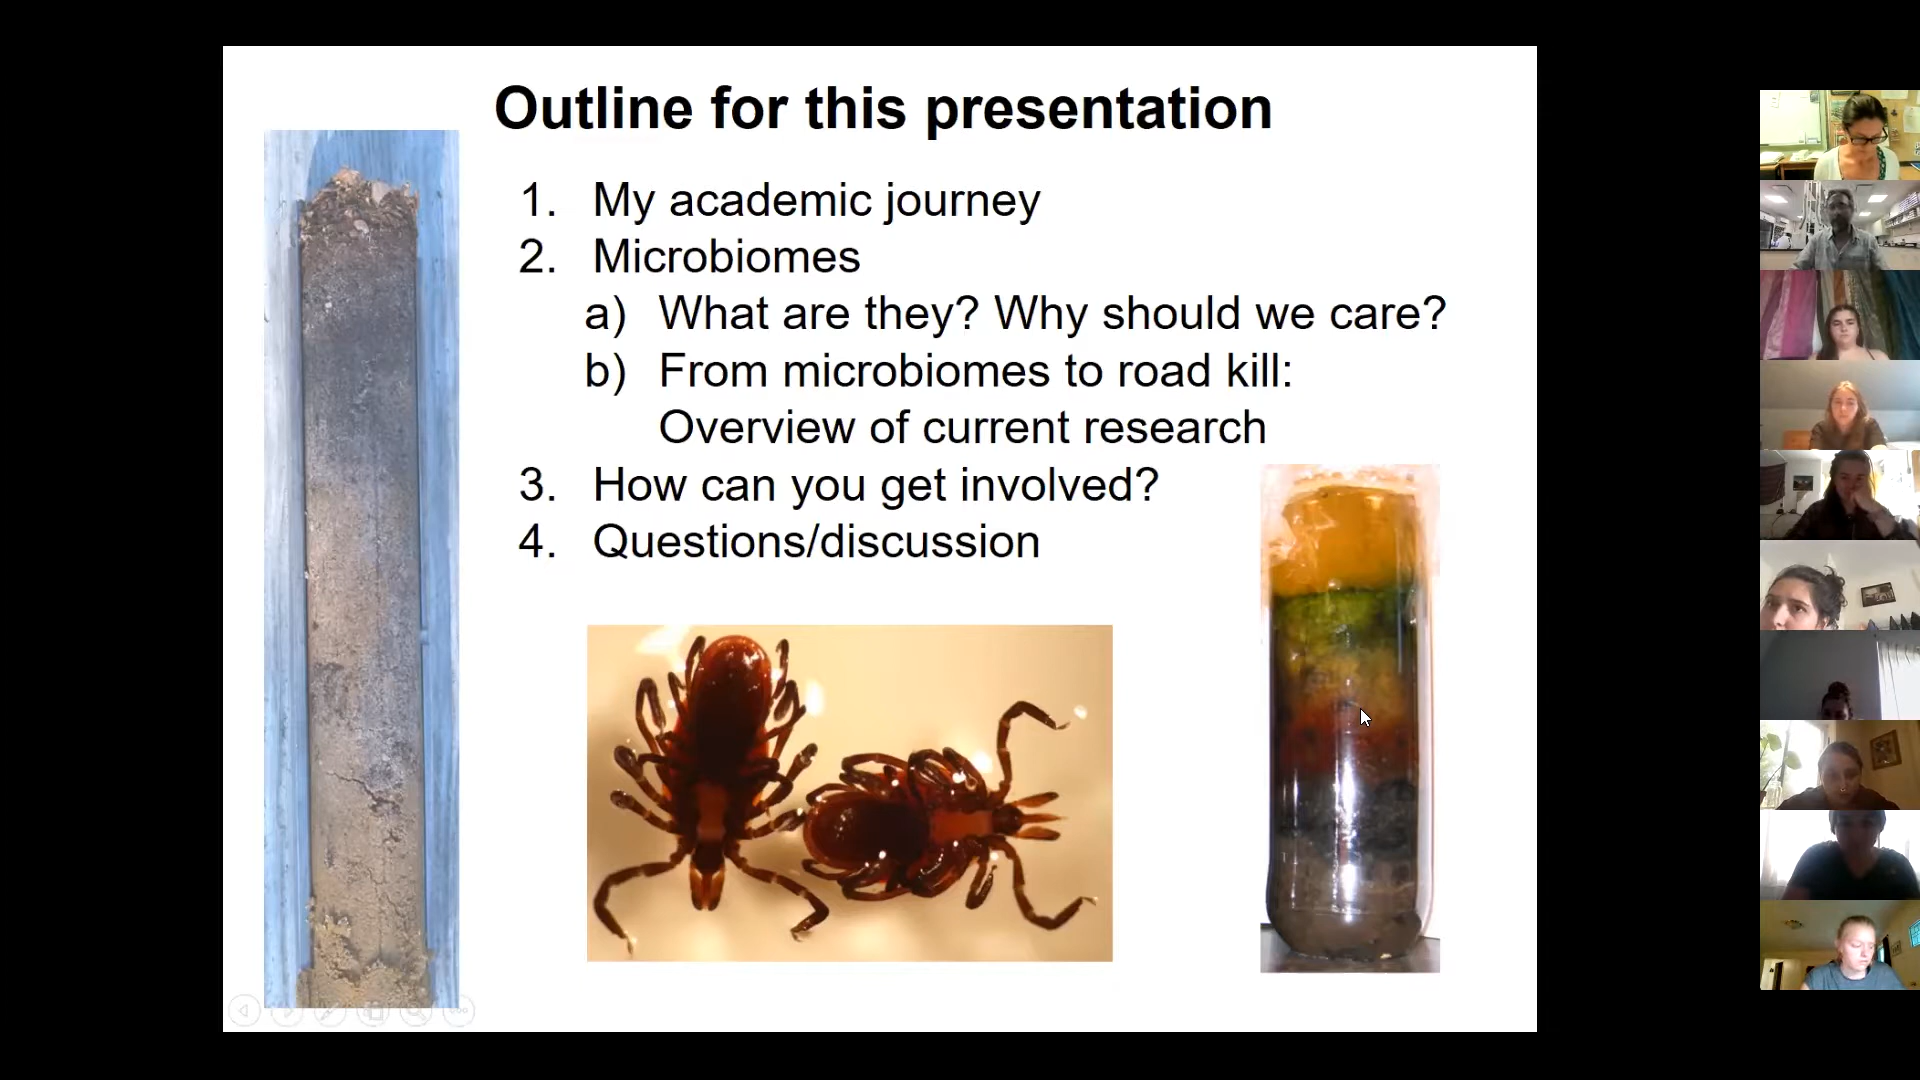 Outline for this presentation
1. My academic journey
2. Microbiomes
a) What are they? Why should we care?
b) From microbiomes to road kill:
Overview of current research
3. How can you get involved?
4. Questions/discussion